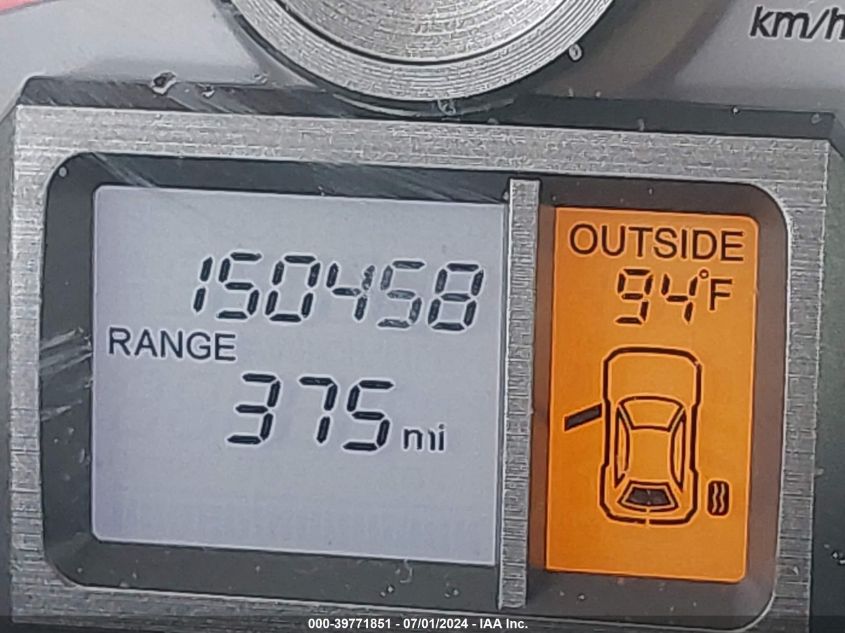 km/h
150458
RANGE
375 mi
OUTSIDE
94°F
000-39771851 - 07/01/2024 - IAA Inc.